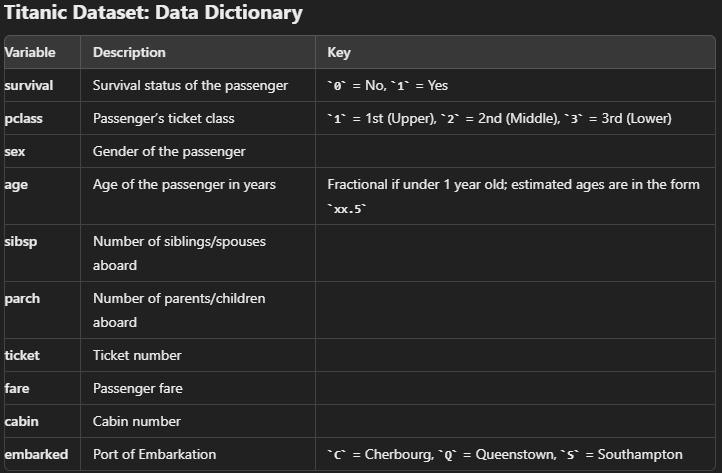 Titanic Dataset: Data Dictionary
Variable Description Key
survival Survival status of the passenger `0` = No, `1` = Yes
pclass Passenger's ticket class `1` = 1st (Upper), `2` = 2nd (Middle), `3` = 3rd (Lower)
sex Gender of the passenger
age Age of the passenger in years Fractional if under 1 year old; estimated ages are in the form
`xx.5`
sibsp Number of siblings/spouses
aboard
parch Number of parents/children
aboard
ticket Ticket number
fare Passenger fare
cabin Cabin number
embarked Port of Embarkation `C` = Cherbourg, `Q` = Queenstown, `S` = Southampton